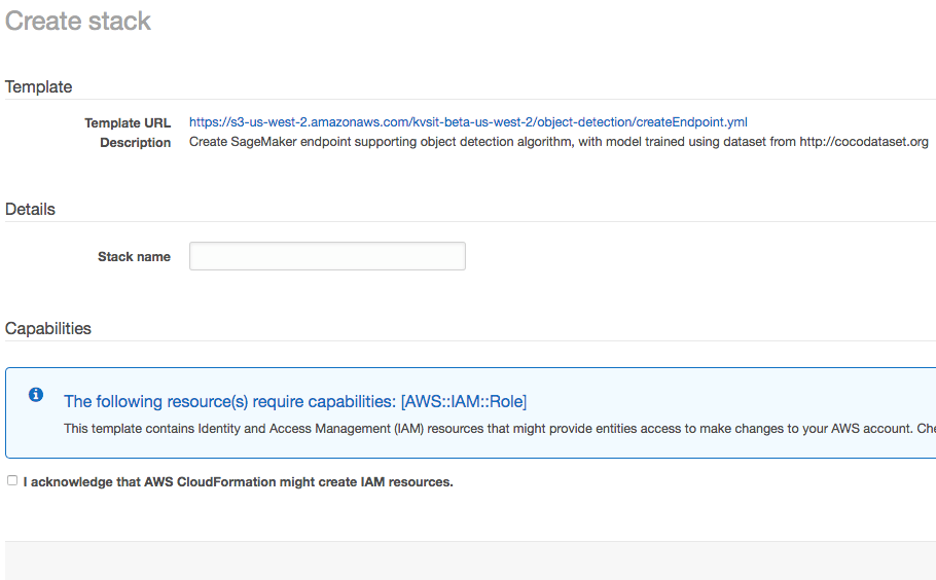 Create stack
Template
Template URL https://s3-us-west-2.amazonaws.com/kvsit-beta-us-west-2/object-detection/createEndpoint.yml
Description Create SageMaker endpoint supporting object detection algorithm, with model trained using dataset from http://cocodataset.org
Details
Stack name
Capabilities
The following resource(s) require capabilities: [AWS::IAM::Role]
This template contains Identity and Access Management (IAM) resources that might provide entities access to make changes to your AWS account.
I acknowledge that AWS CloudFormation might create IAM resources.